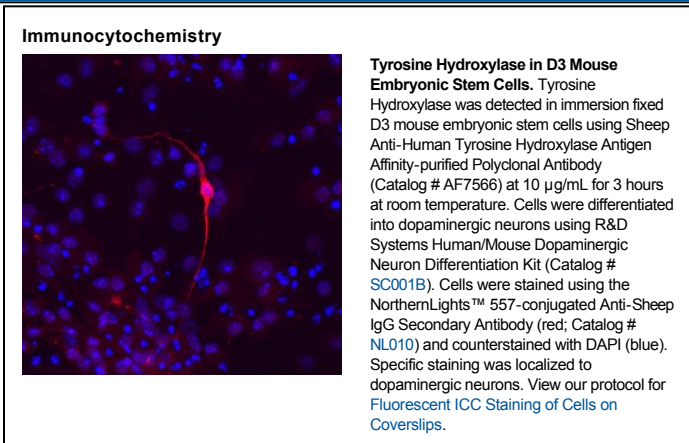 Immunocytochemistry
Tyrosine Hydroxylase in D3 Mouse
Embryonic Stem Cells. Tyrosine
Hydroxylase was detected in immersion fixed
D3 mouse embryonic stem cells using Sheep
Anti-Human Tyrosine Hydroxylase Antigen
Affinity-purified Polyclonal Antibody
(Catalog # AF7566) at 10 µg/mL for 3 hours
at room temperature. Cells were differentiated
into dopaminergic neurons using R&D
Systems Human/Mouse Dopaminergic
Neuron Differentiation Kit (Catalog #
SC001B). Cells were stained using the
NorthernLights™ 557-conjugated Anti-Sheep
IgG Secondary Antibody (red; Catalog #
NL010) and counterstained with DAPI (blue).
Specific staining was localized to
dopaminergic neurons. View our protocol for
Fluorescent ICC Staining of Cells on
Coverslips.